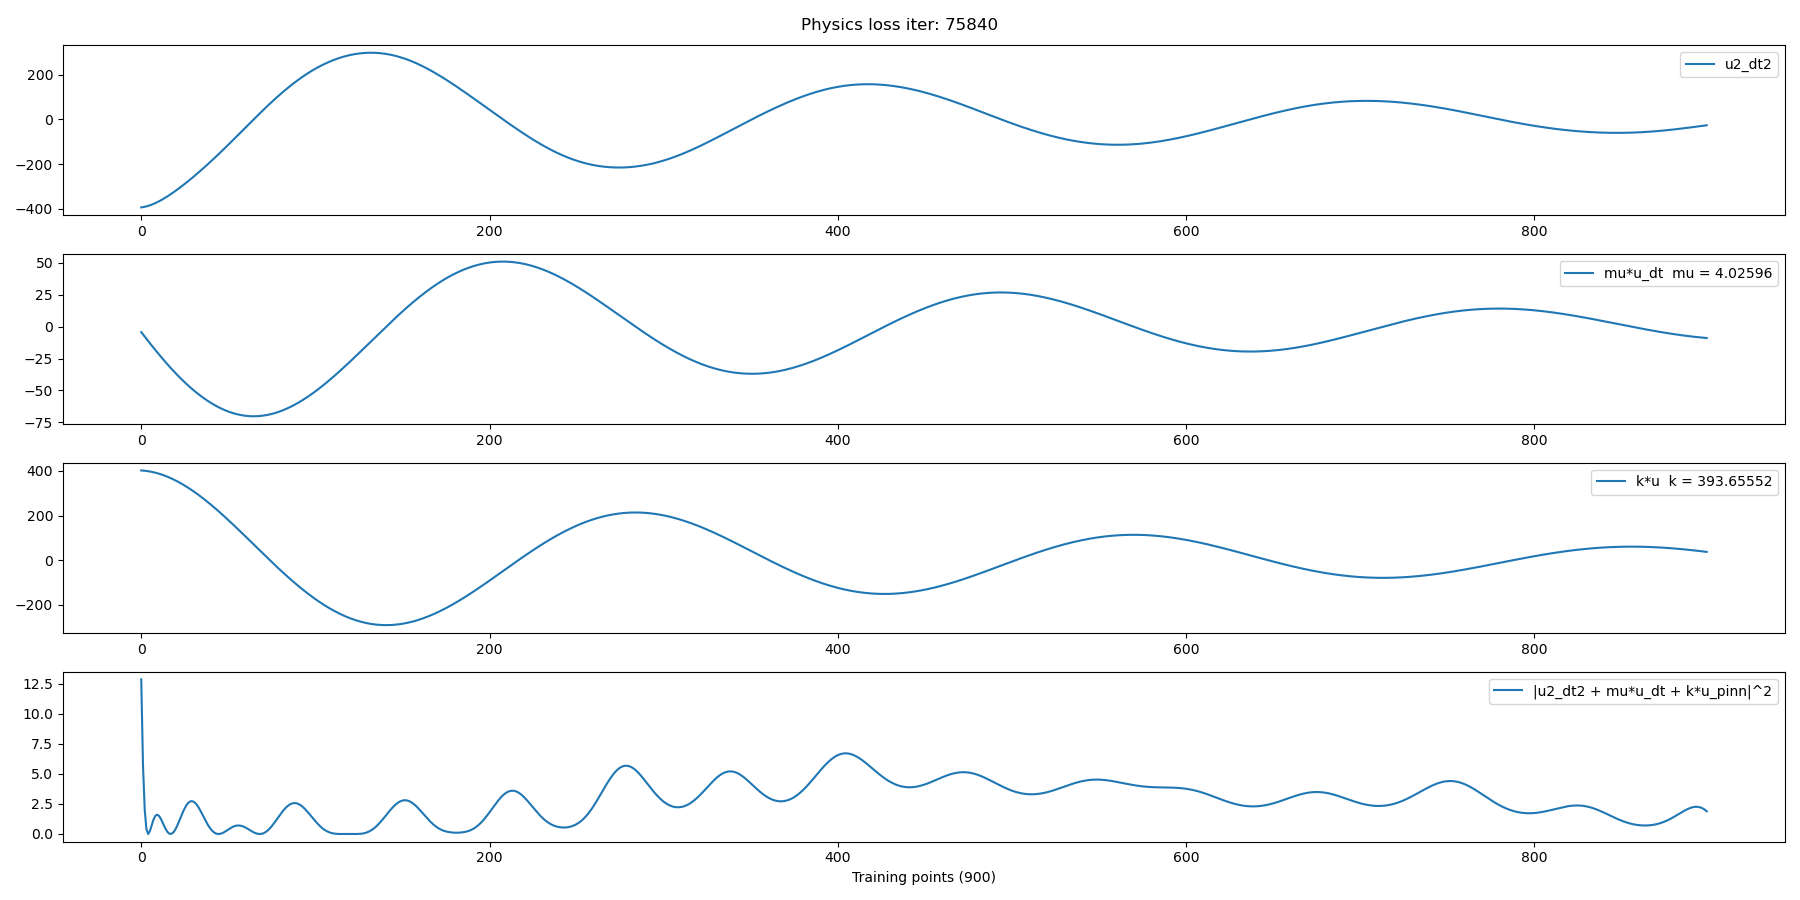 Physics loss iter: 75840
u2_dt2
200
0
−200
−400
0 200 400 600 800
mu*u_dt mu = 4.02596
50
25
0
−25
−50
−75
0 200 400 600 800
k*u k = 393.65552
400
200
0
−200
0 200 400 600 800
|u2_dt2 + mu*u_dt + k*u_pinn|^2
12.5
10.0
7.5
5.0
2.5
0.0
0 200 400 600 800
Training points (900)